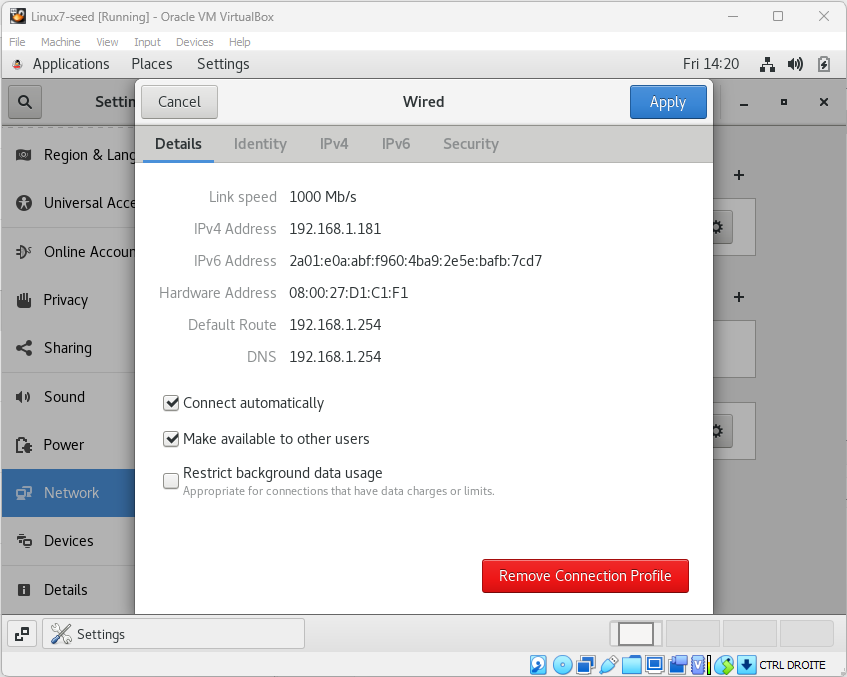 Linux7-seed [Running] - Oracle VM VirtualBox
File Machine View Input Devices Help
Applications Places Settings Fri 14:20
Cancel Wired Apply
Details Identity IPv4 IPv6 Security
Link speed 1000 Mb/s
IPv4 Address 192.168.1.181
IPv6 Address 2a01:e0a:abf:f960:4ba9:2e5e:bafb:7cd7
Hardware Address 08:00:27:D1:C1:F1
Default Route 192.168.1.254
DNS 192.168.1.254
Connect automatically
Make available to other users
Restrict background data usage
Appropriate for connections that have data charges or limits.
Remove Connection Profile
Settin
Region & Lang
Universal Acce
Online Accoun
Privacy
Sharing
Sound
Power
Network
Devices
Details
Settings
CTRL DROITE